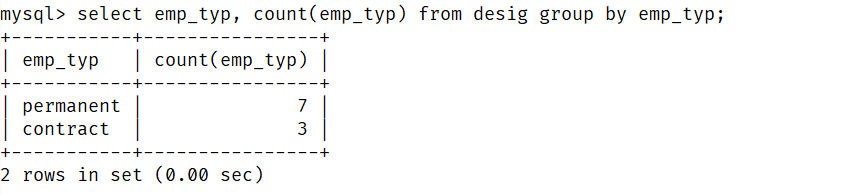 mysql> select emp_typ, count(emp_typ) from desig group by emp_typ;
+-----------+----------------+
| emp_typ   | count(emp_typ) |
+-----------+----------------+
| permanent |              7 |
| contract  |              3 |
+-----------+----------------+
2 rows in set (0.00 sec)